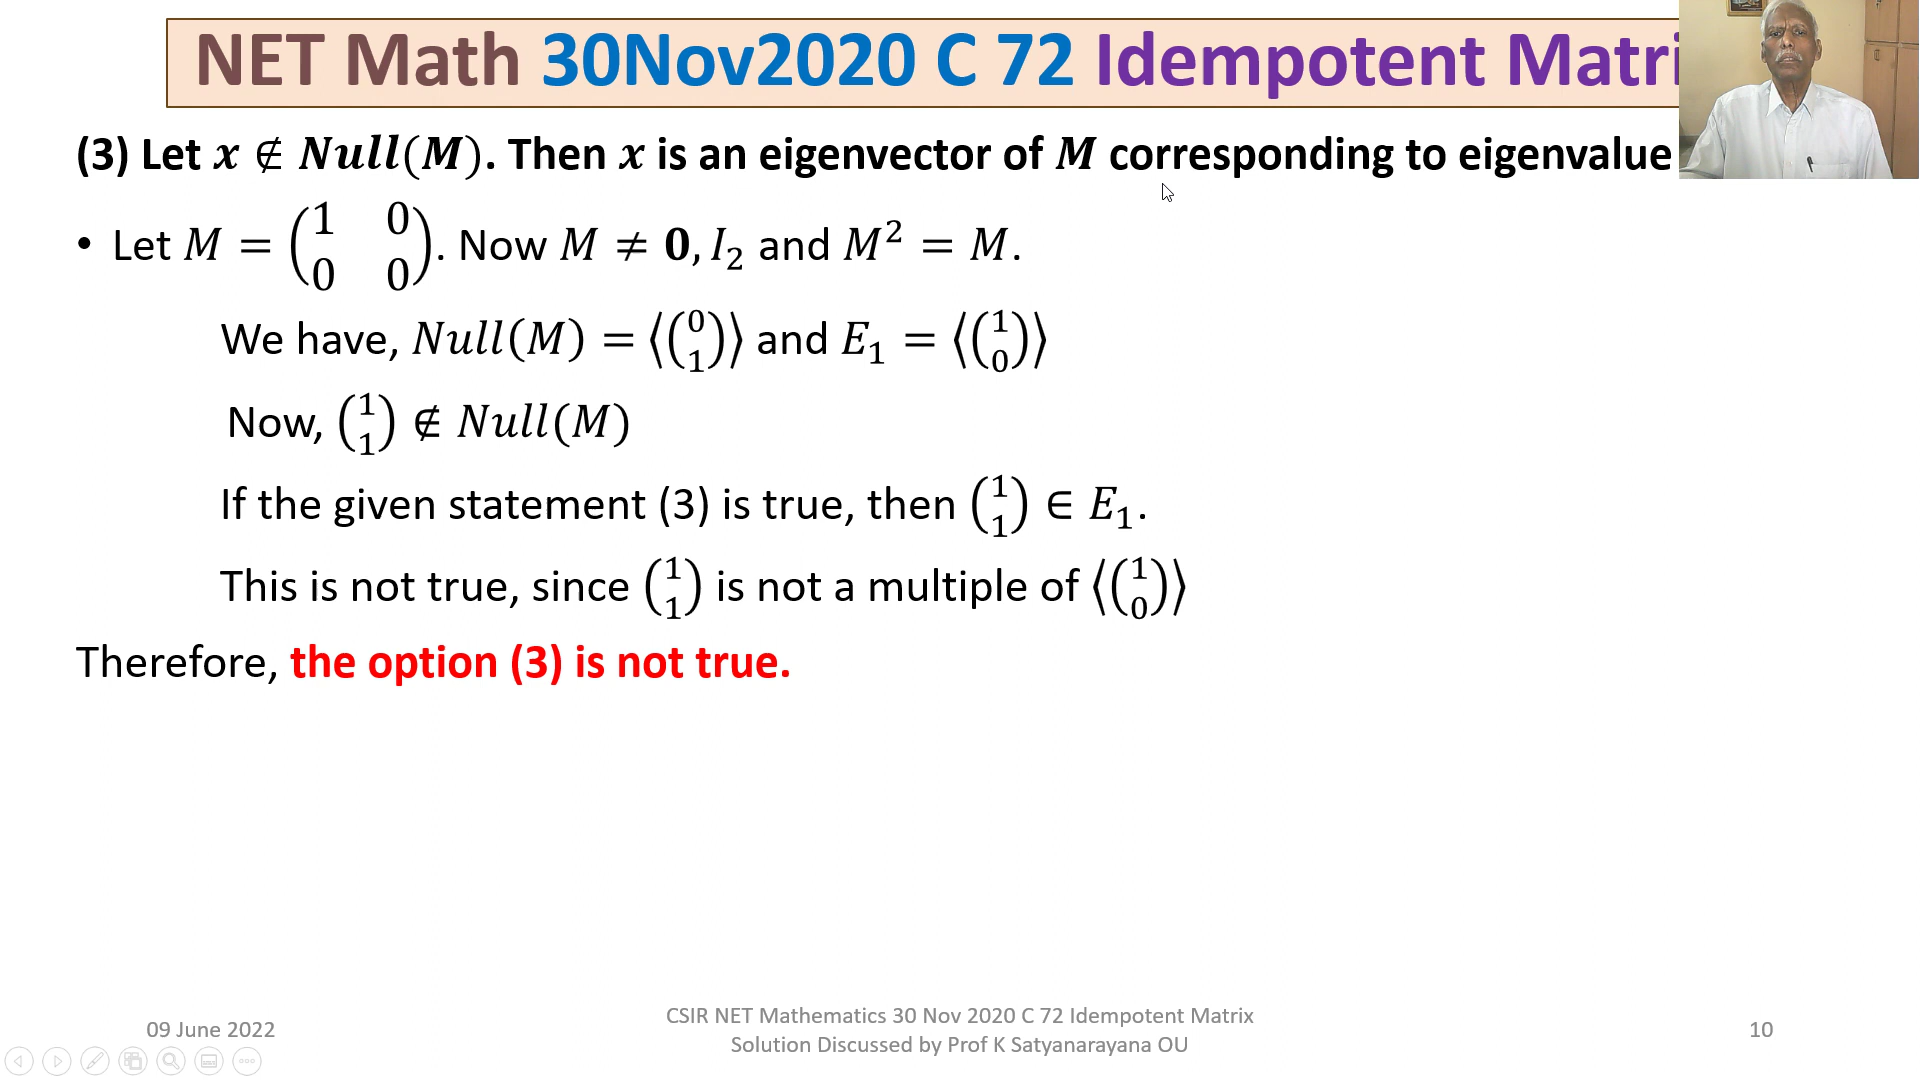 NET Math 30Nov2020 C 72 Idempotent Matri
(3) Let x ∉ Null(M). Then x is an eigenvector of M corresponding to eigenvalue
• Let M = (1 0 0 0). Now M ≠ 0, I₂ and M² = M.
We have, Null(M) = ⟨(0 1)⟩ and E₁ = ⟨(1 0)⟩
Now, (1 1) ∉ Null(M)
If the given statement (3) is true, then (1 1) ∈ E₁.
This is not true, since (1 1) is not a multiple of ⟨(1 0)⟩
Therefore, the option (3) is not true.
09 June 2022
CSIR NET Mathematics 30 Nov 2020 C 72 Idempotent Matrix
Solution Discussed by Prof K Satyanarayana OU
10